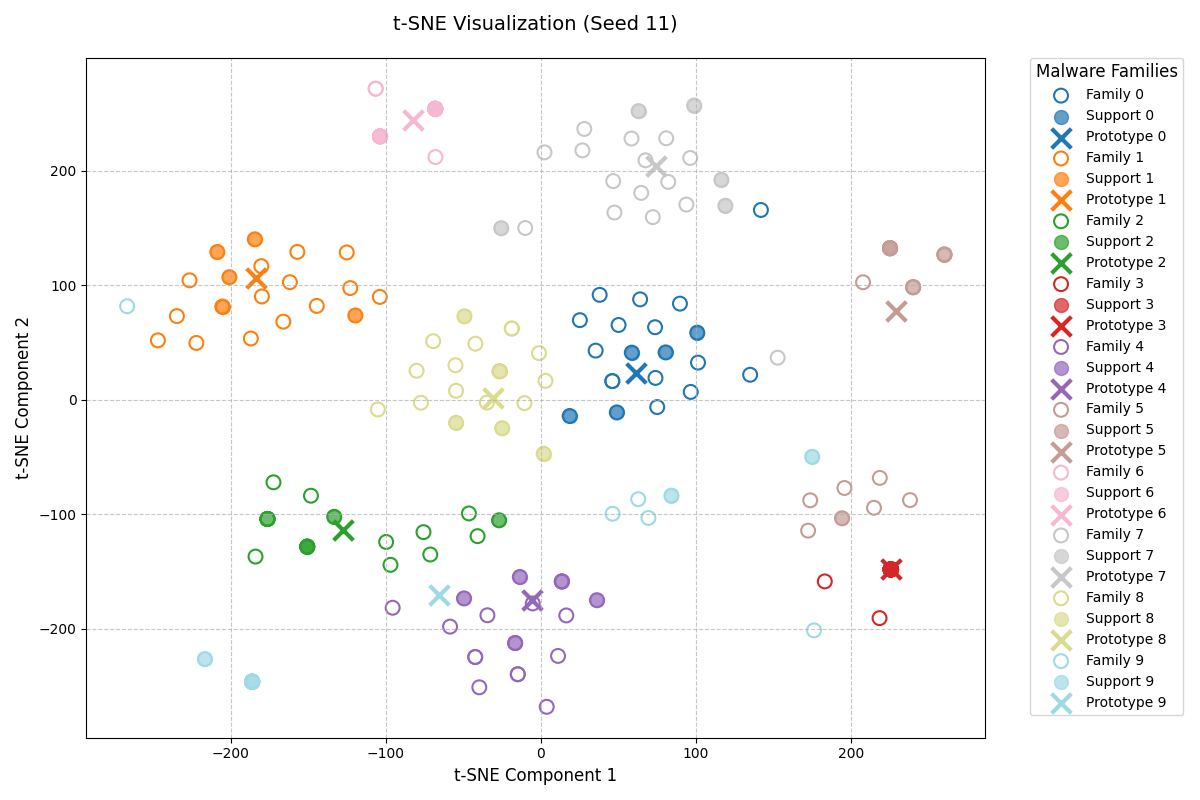 t-SNE Visualization (Seed 11)
Malware Families
Family 0
Support 0
Prototype 0
Family 1
Support 1
Prototype 1
Family 2
Support 2
Prototype 2
Family 3
Support 3
Prototype 3
Family 4
Support 4
Prototype 4
Family 5
Support 5
Prototype 5
Family 6
Support 6
Prototype 6
Family 7
Support 7
Prototype 7
Family 8
Support 8
Prototype 8
Family 9
Support 9
Prototype 9
t-SNE Component 2
200
100
0
−100
−200
−200 −100 0 100 200
t-SNE Component 1